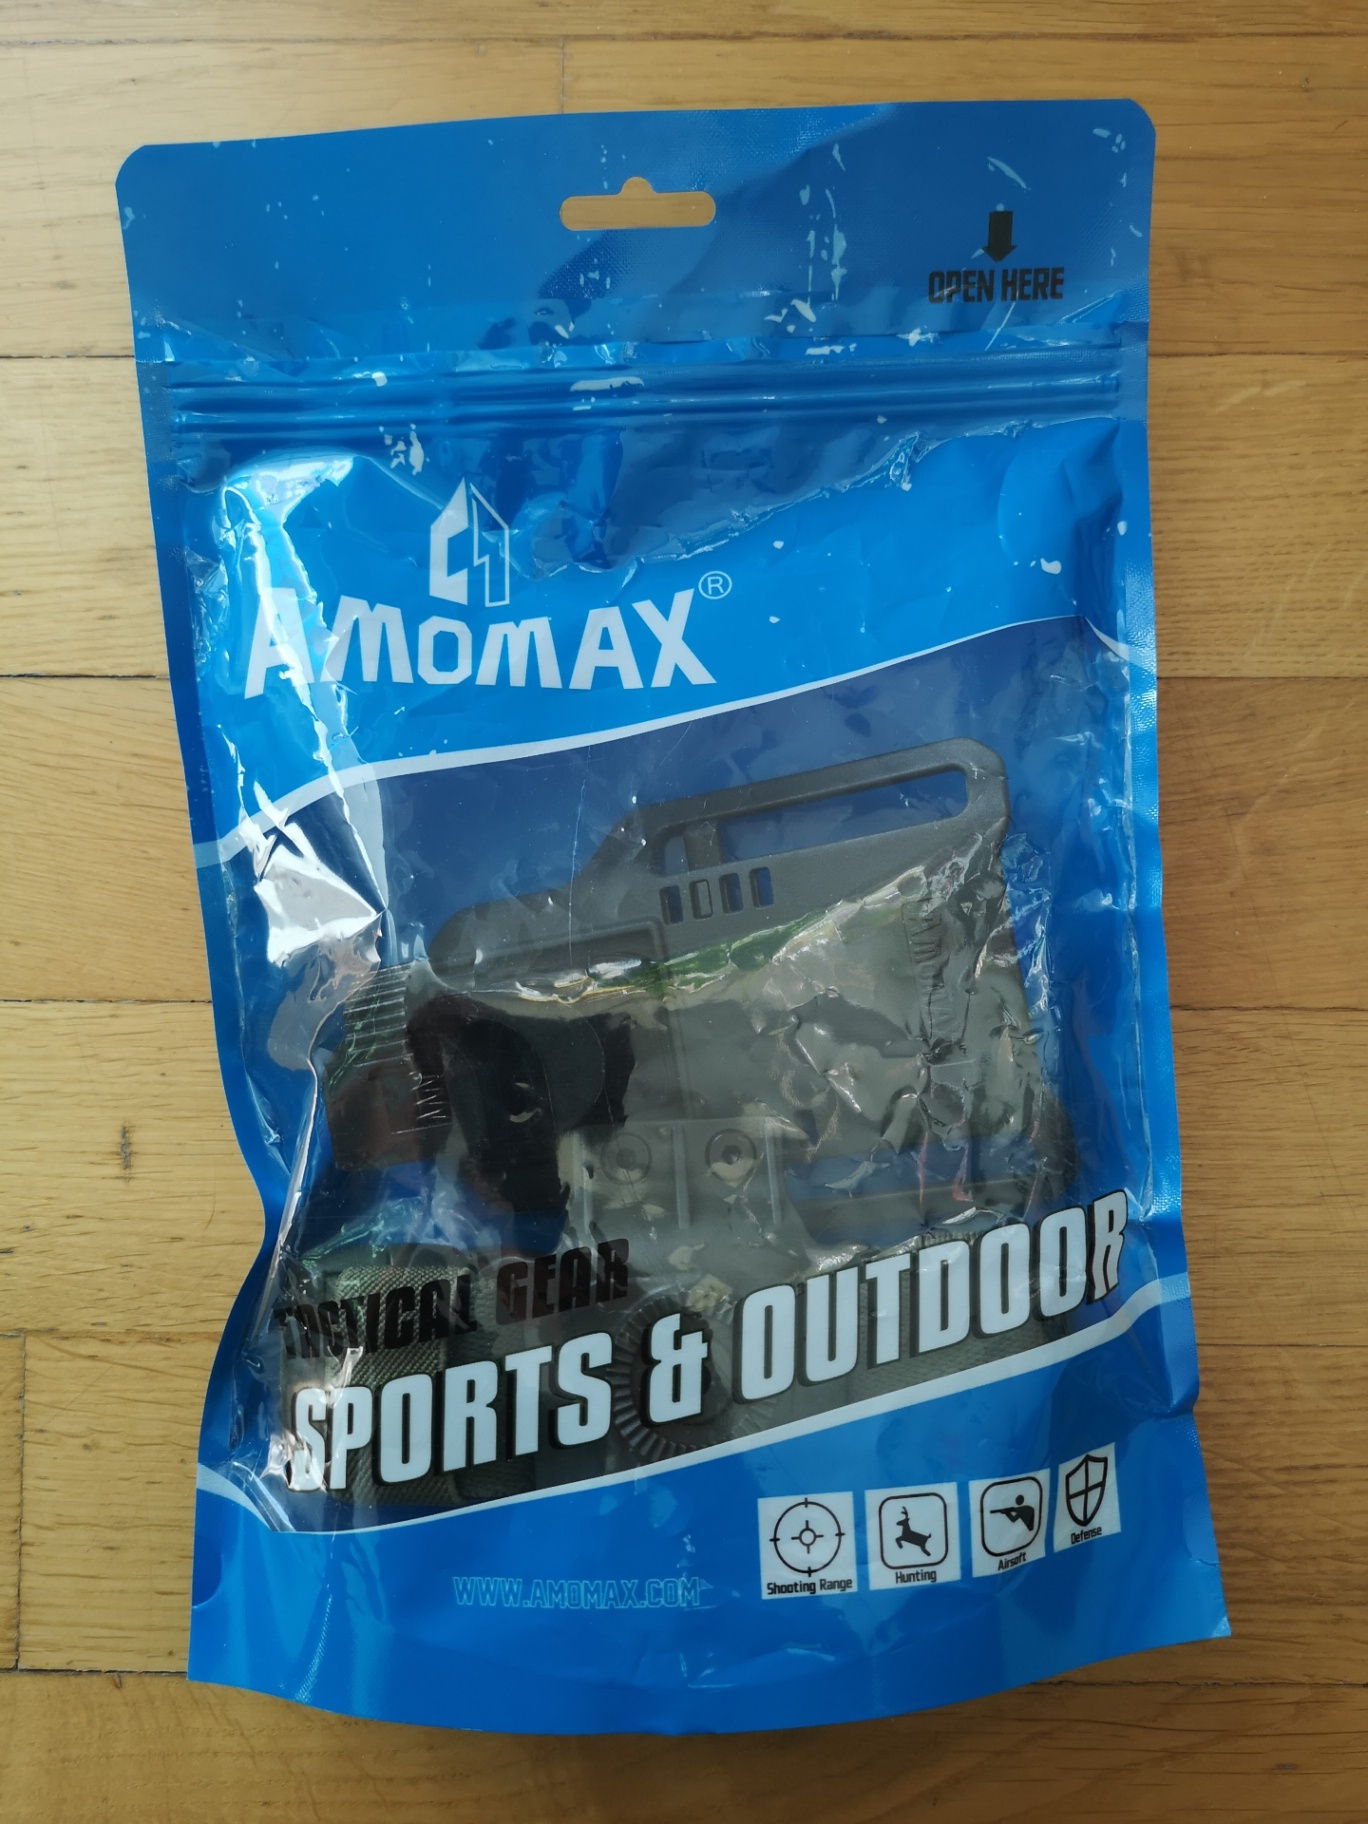 OPEN HERE
AMOMAX®
TACTICAL GEAR
SPORTS & OUTDOOR
Shooting Range
Hunting
Airsoft
Defense
WWW.AMOMAX.COM